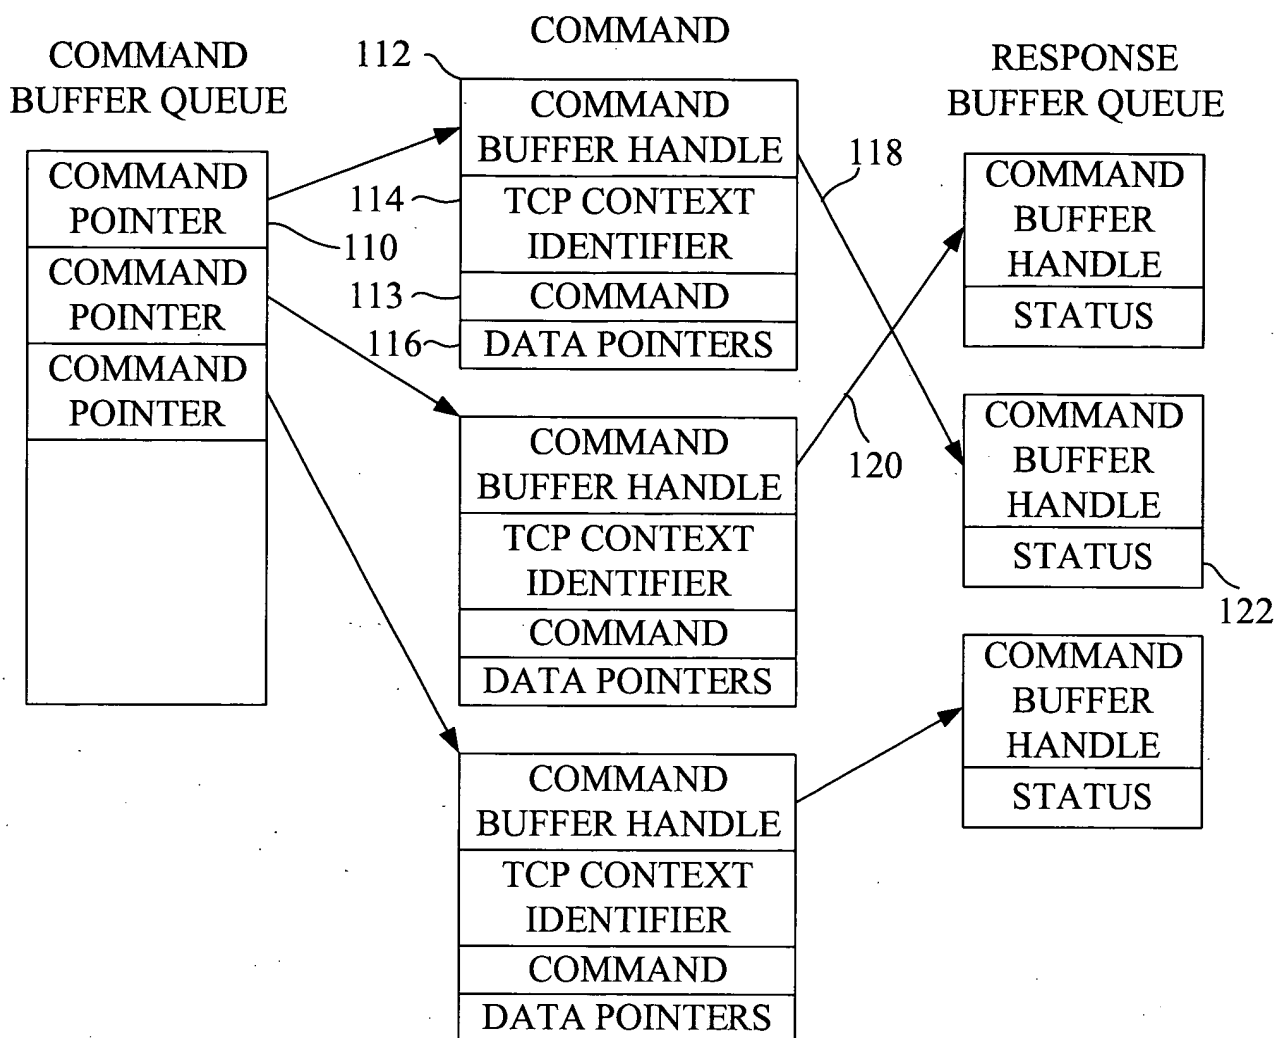 COMMAND
BUFFER QUEUE
COMMAND
POINTER
110
COMMAND
POINTER
COMMAND
POINTER
COMMAND
112
COMMAND
BUFFER HANDLE
114
TCP CONTEXT
IDENTIFIER
113
COMMAND
116
DATA POINTERS
COMMAND
BUFFER HANDLE
TCP CONTEXT
IDENTIFIER
COMMAND
DATA POINTERS
COMMAND
BUFFER HANDLE
TCP CONTEXT
IDENTIFIER
COMMAND
DATA POINTERS
118
120
RESPONSE
BUFFER QUEUE
COMMAND
BUFFER
HANDLE
STATUS
COMMAND
BUFFER
HANDLE
STATUS
122
COMMAND
BUFFER
HANDLE
STATUS